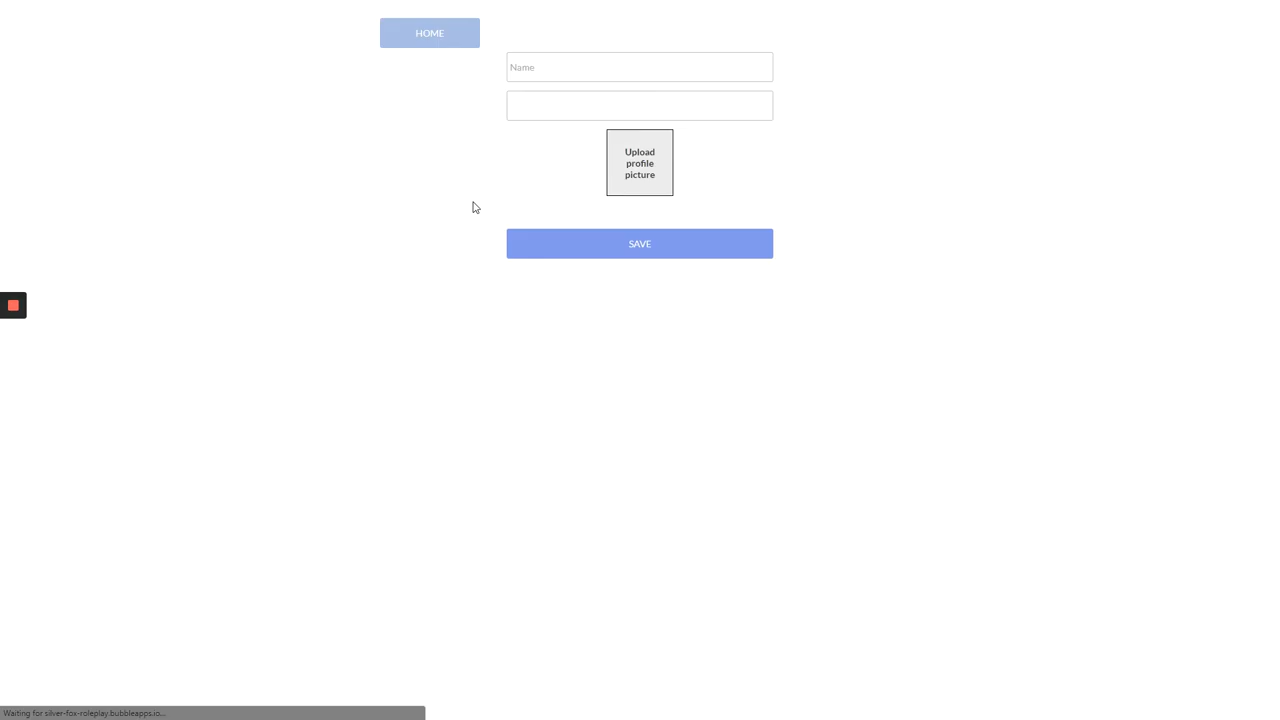 HOME
Name
Upload
profile
picture
SAVE
Waiting for silver-fox-roleplay.bubbleapps.io...